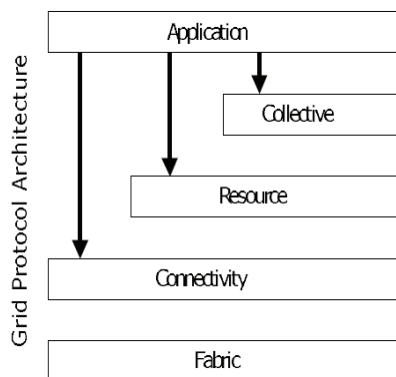 Grid Protocol Architecture
Application
Collective
Resource
Connectivity
Fabric